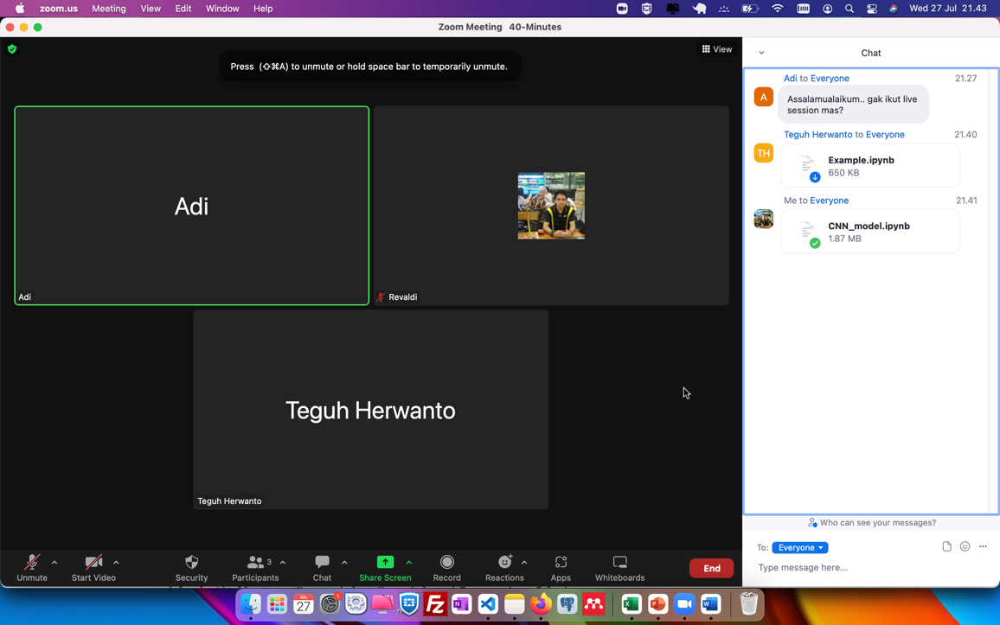 zoom.us Meeting View Edit Window Help Wed 27 Jul 21.43
Zoom Meeting 40-Minutes
View
Press (⇧⌘A) to unmute or hold space bar to temporarily unmute.
Adi
Adi
Revaldi
Teguh Herwanto
Teguh Herwanto
Chat
Adi to Everyone 21.27
A
Assalamualaikum.. gak ikut live
session mas?
Teguh Herwanto to Everyone 21.40
TH
Example.ipynb
650 KB
Me to Everyone 21.41
CNN_model.ipynb
1.87 MB
Who can see your messages?
To: Everyone
Type message here...
Unmute
Start Video
Security
3
Participants
Chat
Share Screen
Record
Reactions
Apps
Whiteboards
End
JUL
27
1
Fz
N
X
P
W